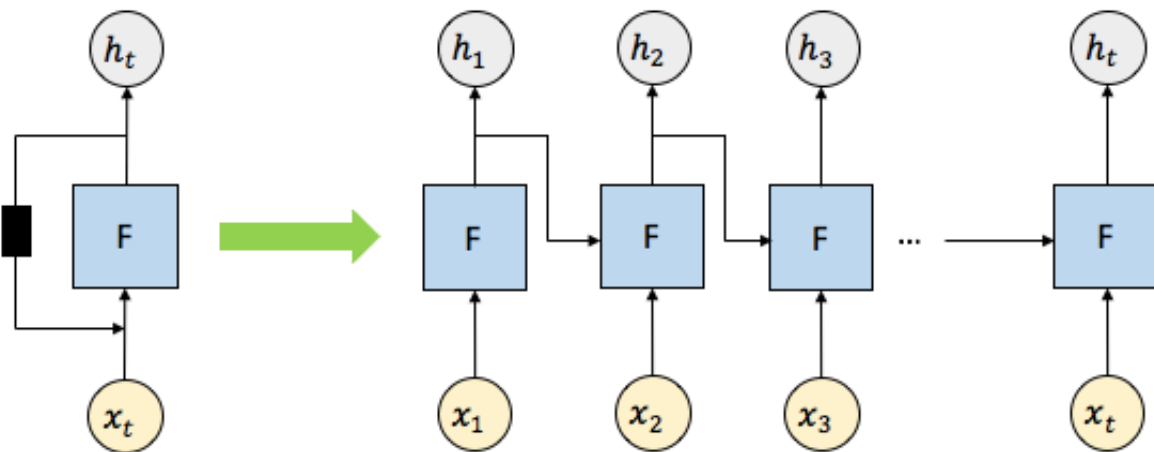 h_t h_1 h_2 h_3 h_t
F F F F ... F
x_t x_1 x_2 x_3 x_t